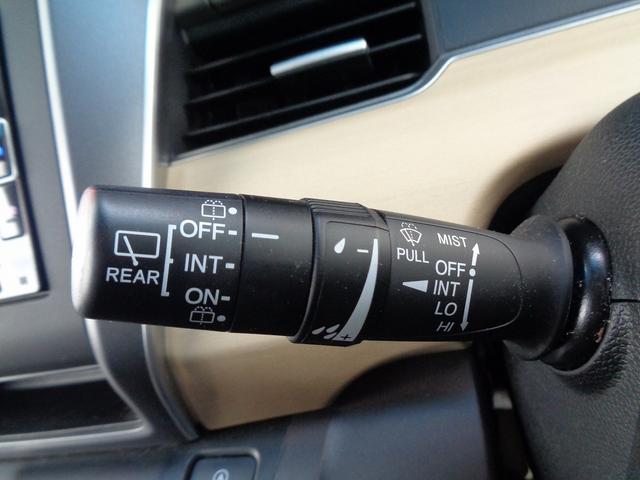 REAR
OFF
INT
ON
PULL
MIST
OFF
INT
LO
HI